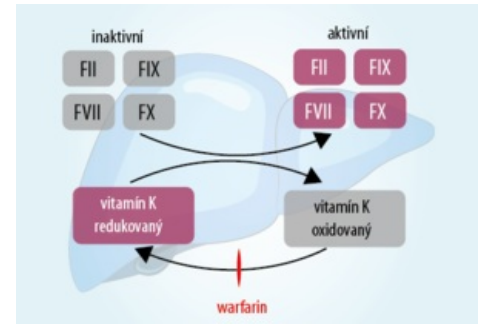 inaktivní
aktivní
FII FIX
FII FIX
FVII FX
FVII FX
vitamín K
redukovaný
vitamín K
oxidovaný
warfarin